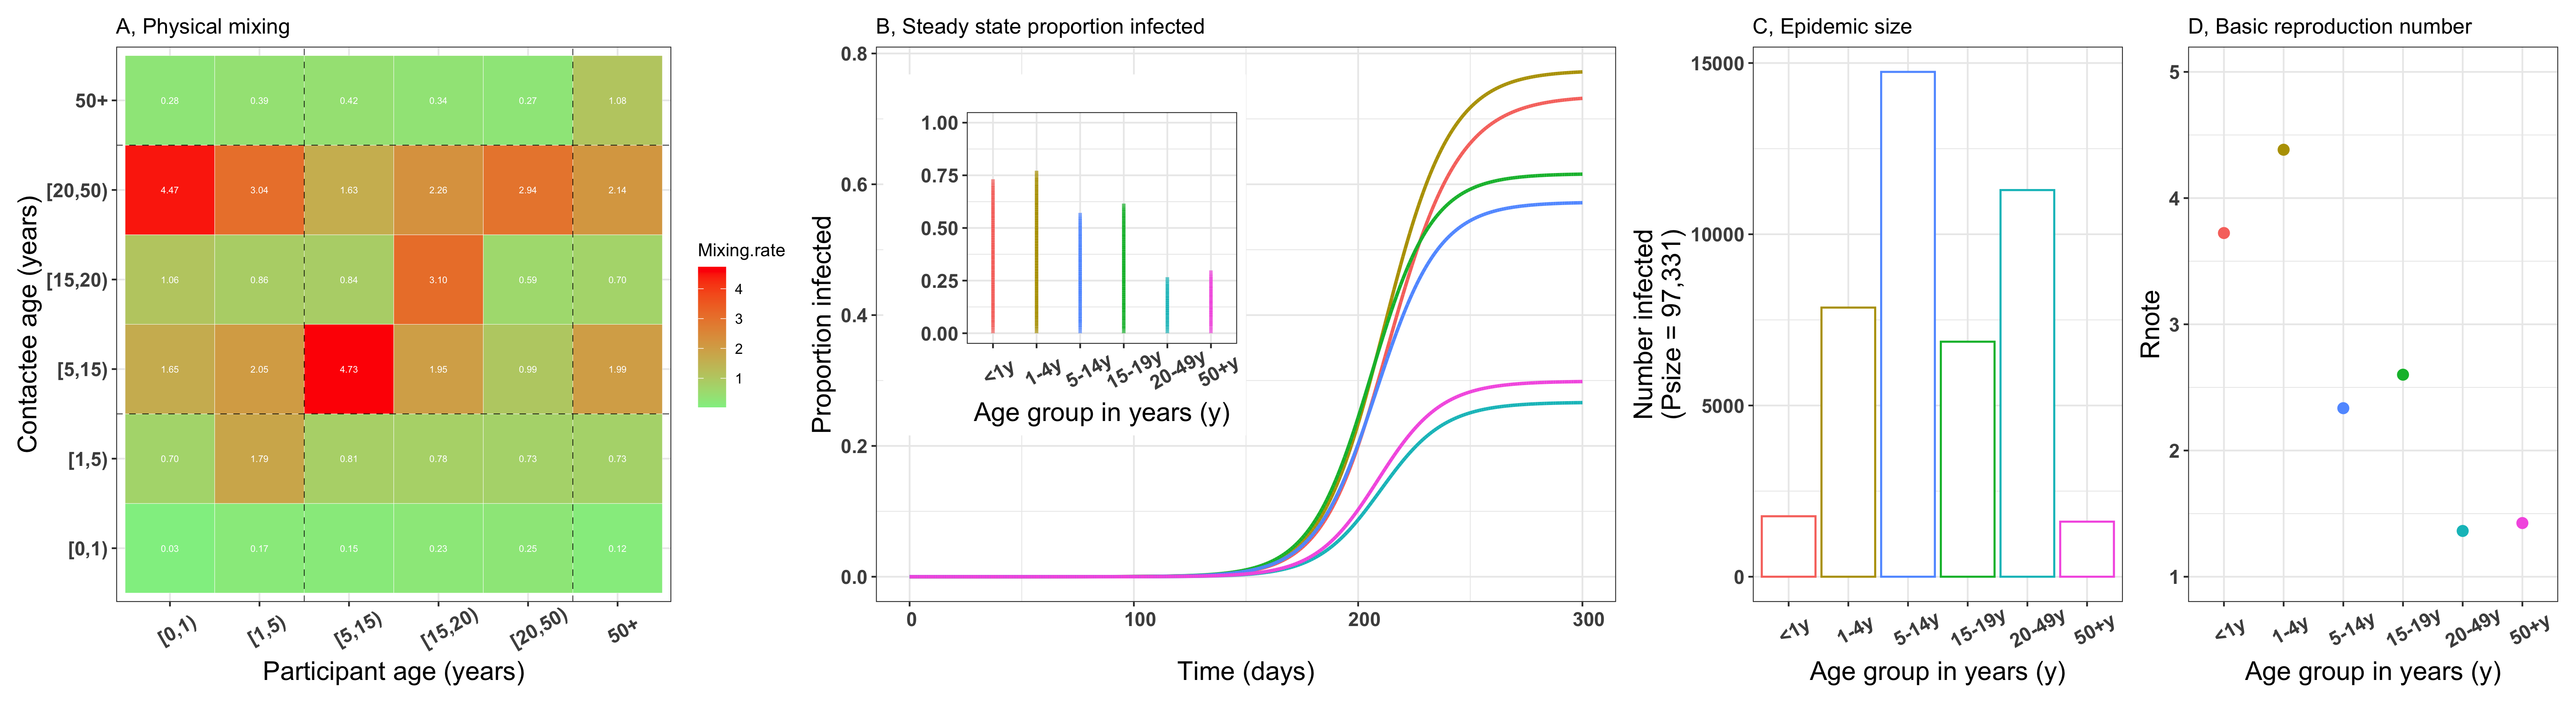 A, Physical mixing
Contactee age (years)
50+
[20,50)
[15,20)
[5,15)
[1,5)
[0,1)
0.28 0.39 0.42 0.34 0.27 1.08
4.47 3.04 1.63 2.26 2.94 2.14
1.06 0.86 0.84 3.10 0.59 0.70
1.65 2.05 4.73 1.95 0.99 1.99
0.70 1.79 0.81 0.78 0.73 0.73
0.03 0.17 0.15 0.23 0.25 0.12
[0,1) [1,5) [5,15) [15,20) [20,50) 50+
Participant age (years)
Mixing.rate
4
3
2
1
B, Steady state proportion infected
Proportion infected
0.8
0.6
0.4
0.2
0.0
1.00
0.75
0.50
0.25
0.00
<1y 1-4y 5-14y 15-19y 20-49y 50+y
Age group in years (y)
0 100 200 300
Time (days)
C, Epidemic size
Number infected
(Psize = 97,331)
15000
10000
5000
0
<1y 1-4y 5-14y 15-19y 20-49y 50+y
Age group in years (y)
D, Basic reproduction number
Rnote
5
4
3
2
1
<1y 1-4y 5-14y 15-19y 20-49y 50+y
Age group in years (y)